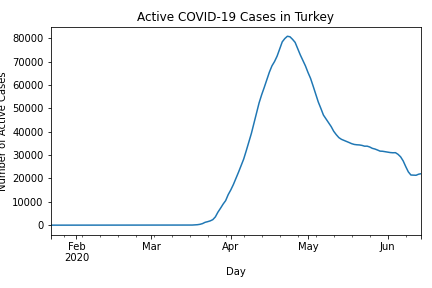 Active COVID-19 Cases in Turkey
80000
70000
60000
50000
40000
30000
20000
10000
0
Number of Active Cases
Feb
2020
Mar
Apr
May
Jun
Day